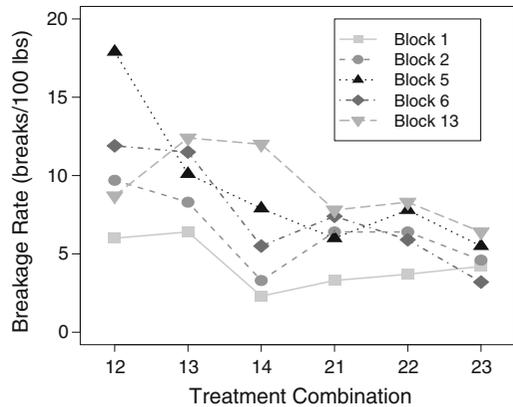 20
15
10
5
0
Breakage Rate (breaks/100 lbs)
Block 1
Block 2
Block 5
Block 6
Block 13
12 13 14 21 22 23
Treatment Combination